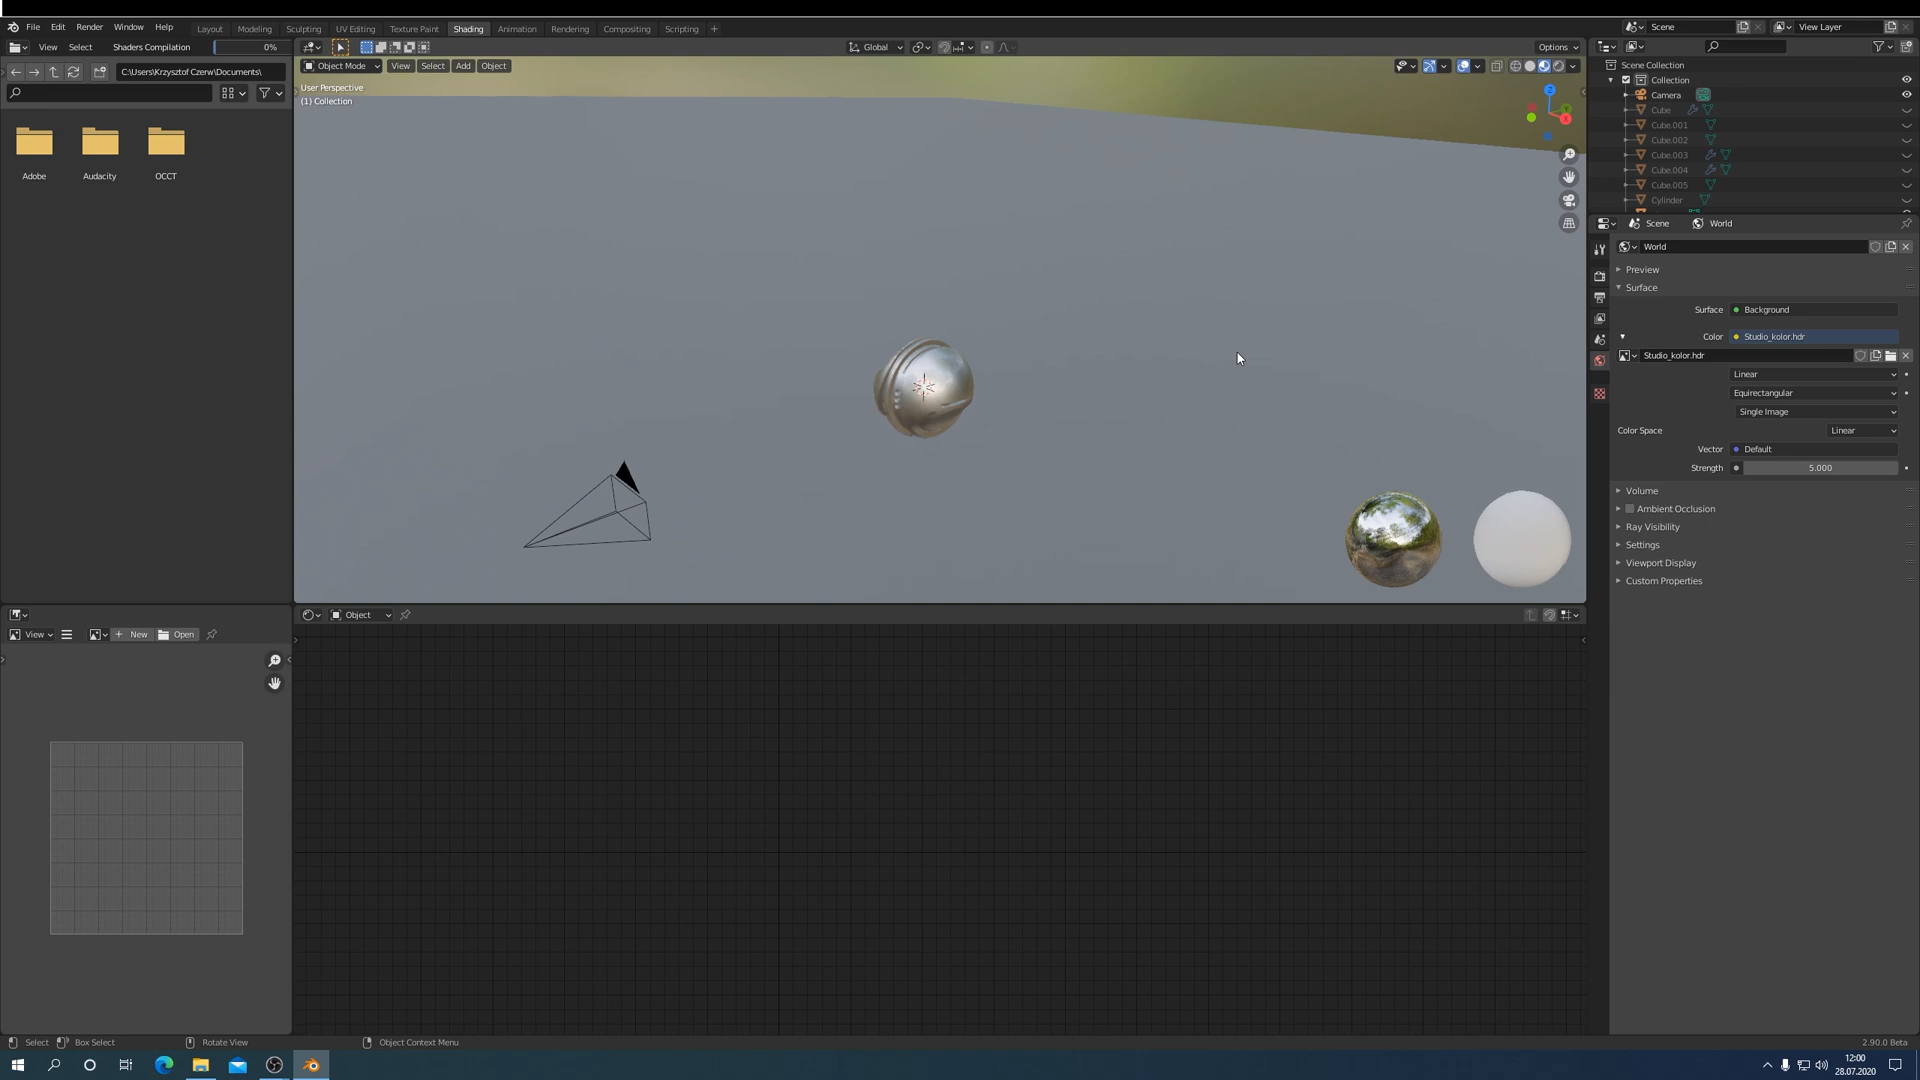 File Edit Render Window Help Layout Modeling Sculpting UV Editing Texture Paint Shading Animation Rendering Compositing Scripting + Scene View Layer
View Select Shaders Compilation 0% Global Options
C:\Users\Krzysztof Czerw\Documents\ Object Mode View Select Add Object
User Perspective
(1) Collection
Adobe Audacity OCCT
Z
X
Scene Collection
Collection
Camera
Cube
Cube.001
Cube.002
Cube.003
Cube.004
Cube.005
Cylinder
Scene World
World
Preview
Surface
Surface Background
Color Studio_kolor.hdr
Studio_kolor.hdr
Linear
Equirectangular
Single Image
Color Space Linear
Vector Default
Strength 5.000
Volume
Ambient Occlusion
Ray Visibility
Settings
Viewport Display
Custom Properties
Object
View New Open
Select Box Select Rotate View Object Context Menu 2.90.0 Beta
12:00
28.07.2020